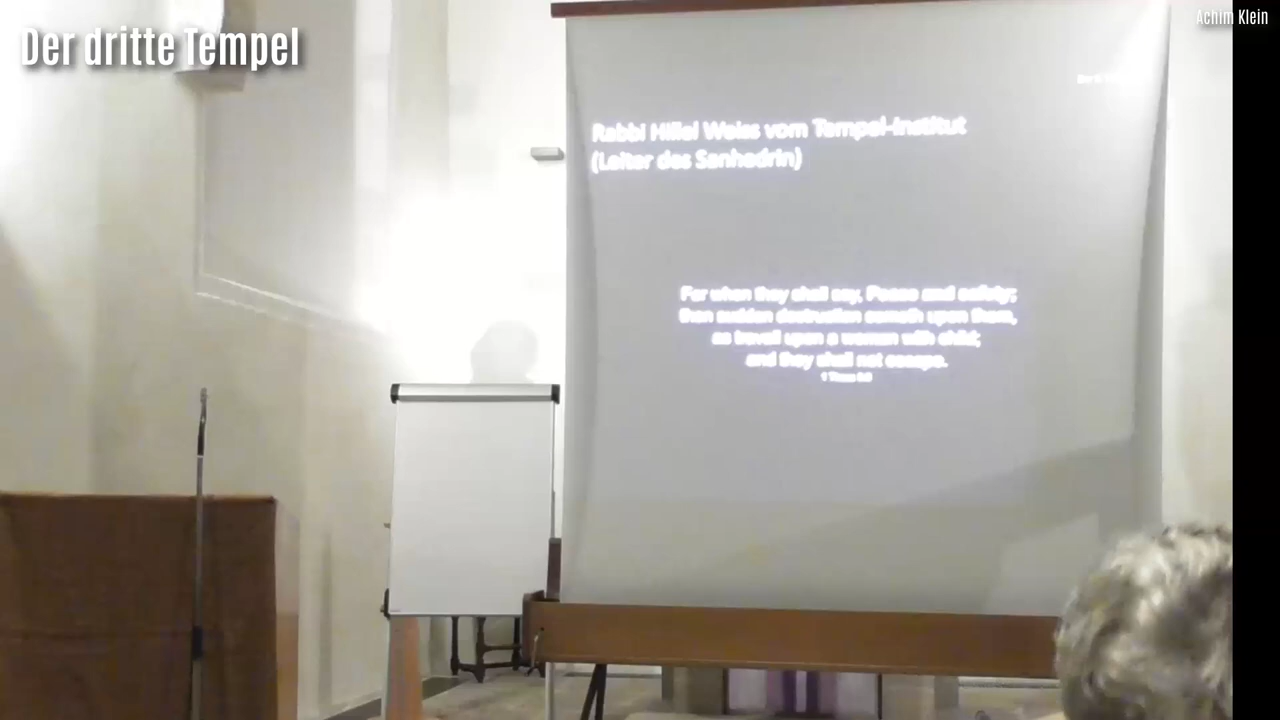 Der dritte Tempel
Achim Klein
Rabbi Hillel Weiss vom Tempel-Institut
(Leiter des Sanhedrin)
For when they shall say, Peace and safety;
then sudden destruction cometh upon them,
as travail upon a woman with child;
and they shall not escape.